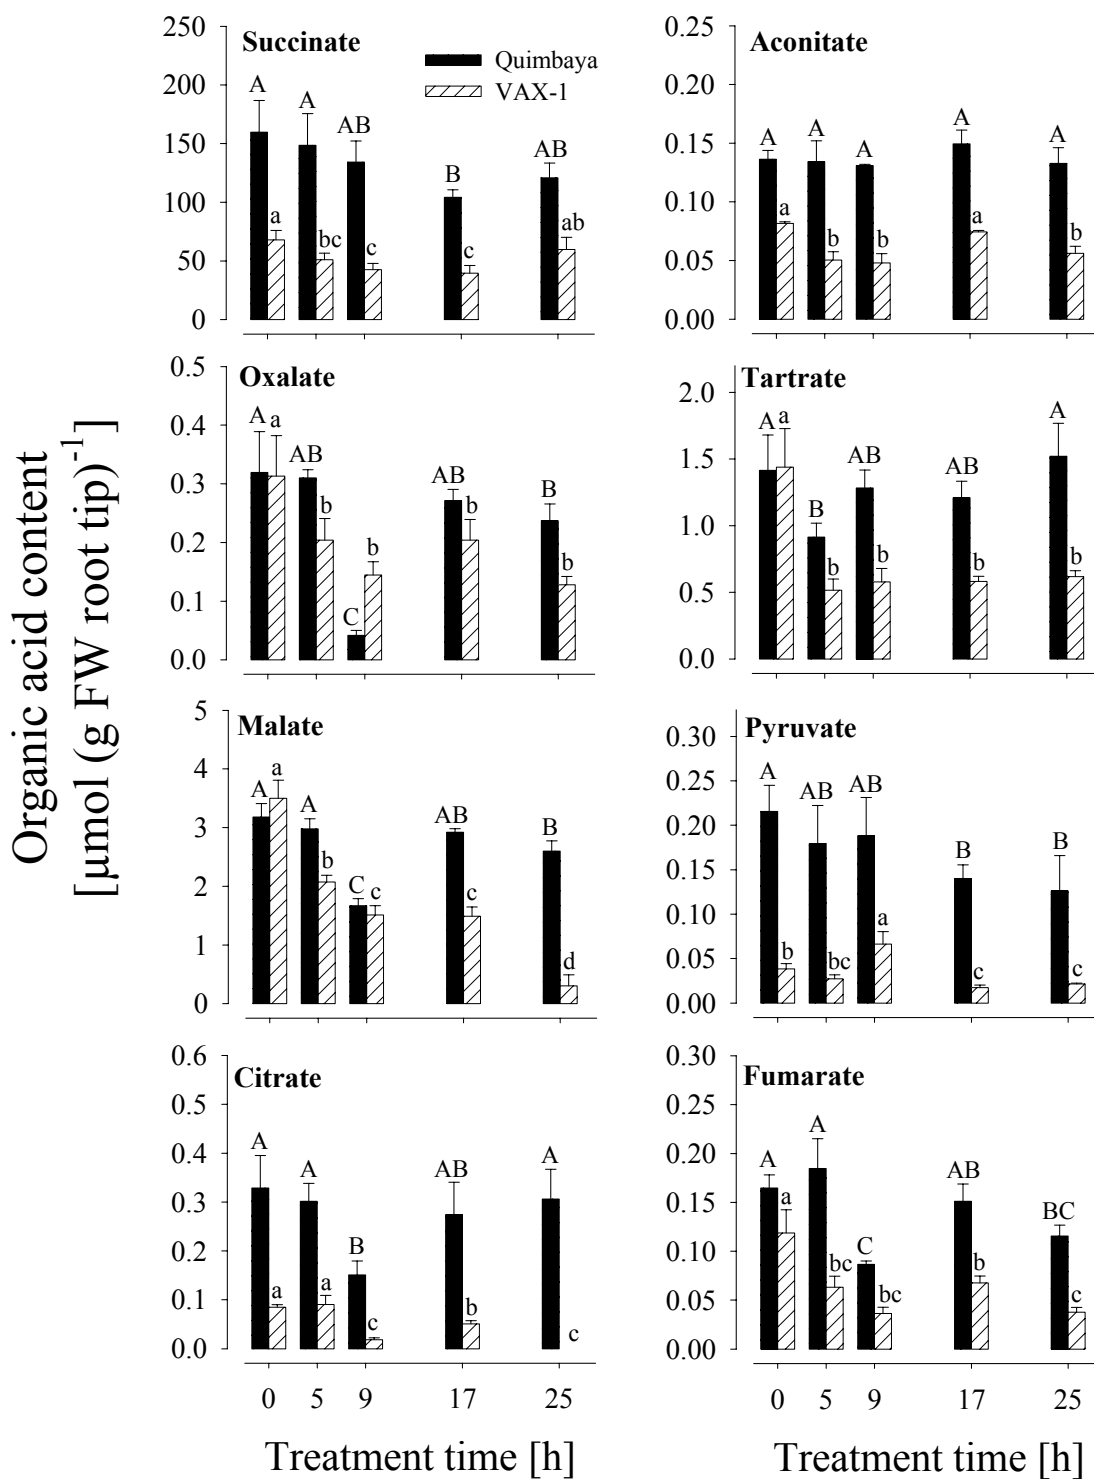 Organic acid content
[µmol (g FW root tip)-1]
Succinate
Quimbaya
VAX-1
250
200
150
100
50
0
A
A
AB
B
AB
a
bc
c
c
ab
Aconitate
0.25
0.20
0.15
0.10
0.05
0.00
A
A
A
A
A
a
b
b
a
b
Oxalate
0.5
0.4
0.3
0.2
0.1
0.0
A
a
AB
b
C
b
AB
b
B
b
Tartrate
2.0
1.5
1.0
0.5
0.0
A
a
B
b
AB
b
AB
b
A
b
Malate
5
4
3
2
1
0
A
a
A
b
C
c
AB
c
B
d
Pyruvate
0.30
0.25
0.20
0.15
0.10
0.05
0.00
A
b
AB
bc
AB
a
B
c
B
c
Citrate
0.6
0.5
0.4
0.3
0.2
0.1
0.0
A
a
A
a
B
c
AB
b
A
c
0 5 9 17 25
Treatment time [h]
Fumarate
0.30
0.25
0.20
0.15
0.10
0.05
0.00
A
a
A
bc
C
bc
AB
b
BC
c
0 5 9 17 25
Treatment time [h]